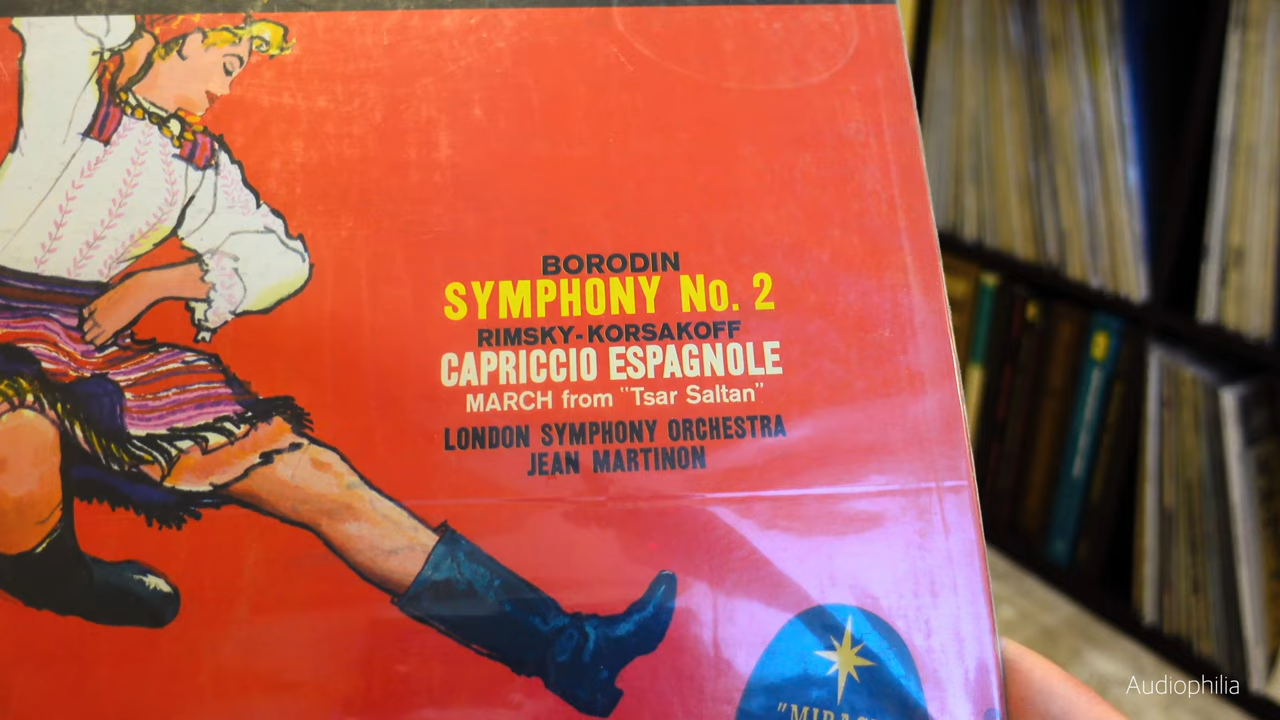 BORODIN
SYMPHONY No. 2
RIMSKY-KORSAKOFF
CAPRICCIO ESPAGNOLE
MARCH from "Tsar Saltan"
LONDON SYMPHONY ORCHESTRA
JEAN MARTINON
Audiophilia